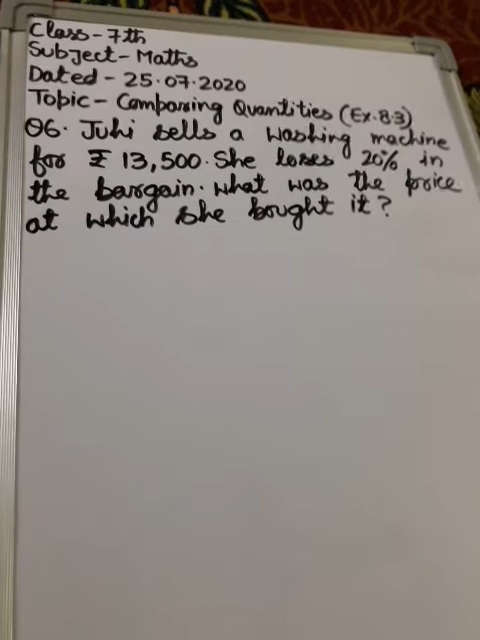 Class-7th
Subject-Maths
Dated-25.07.2020
Topic-Comparing Quantities (Ex.8.3)
Q6. Juhi sells a washing machine
for ₹ 13,500. She loses 20% in
the bargain. what was the price
at which she bought it?